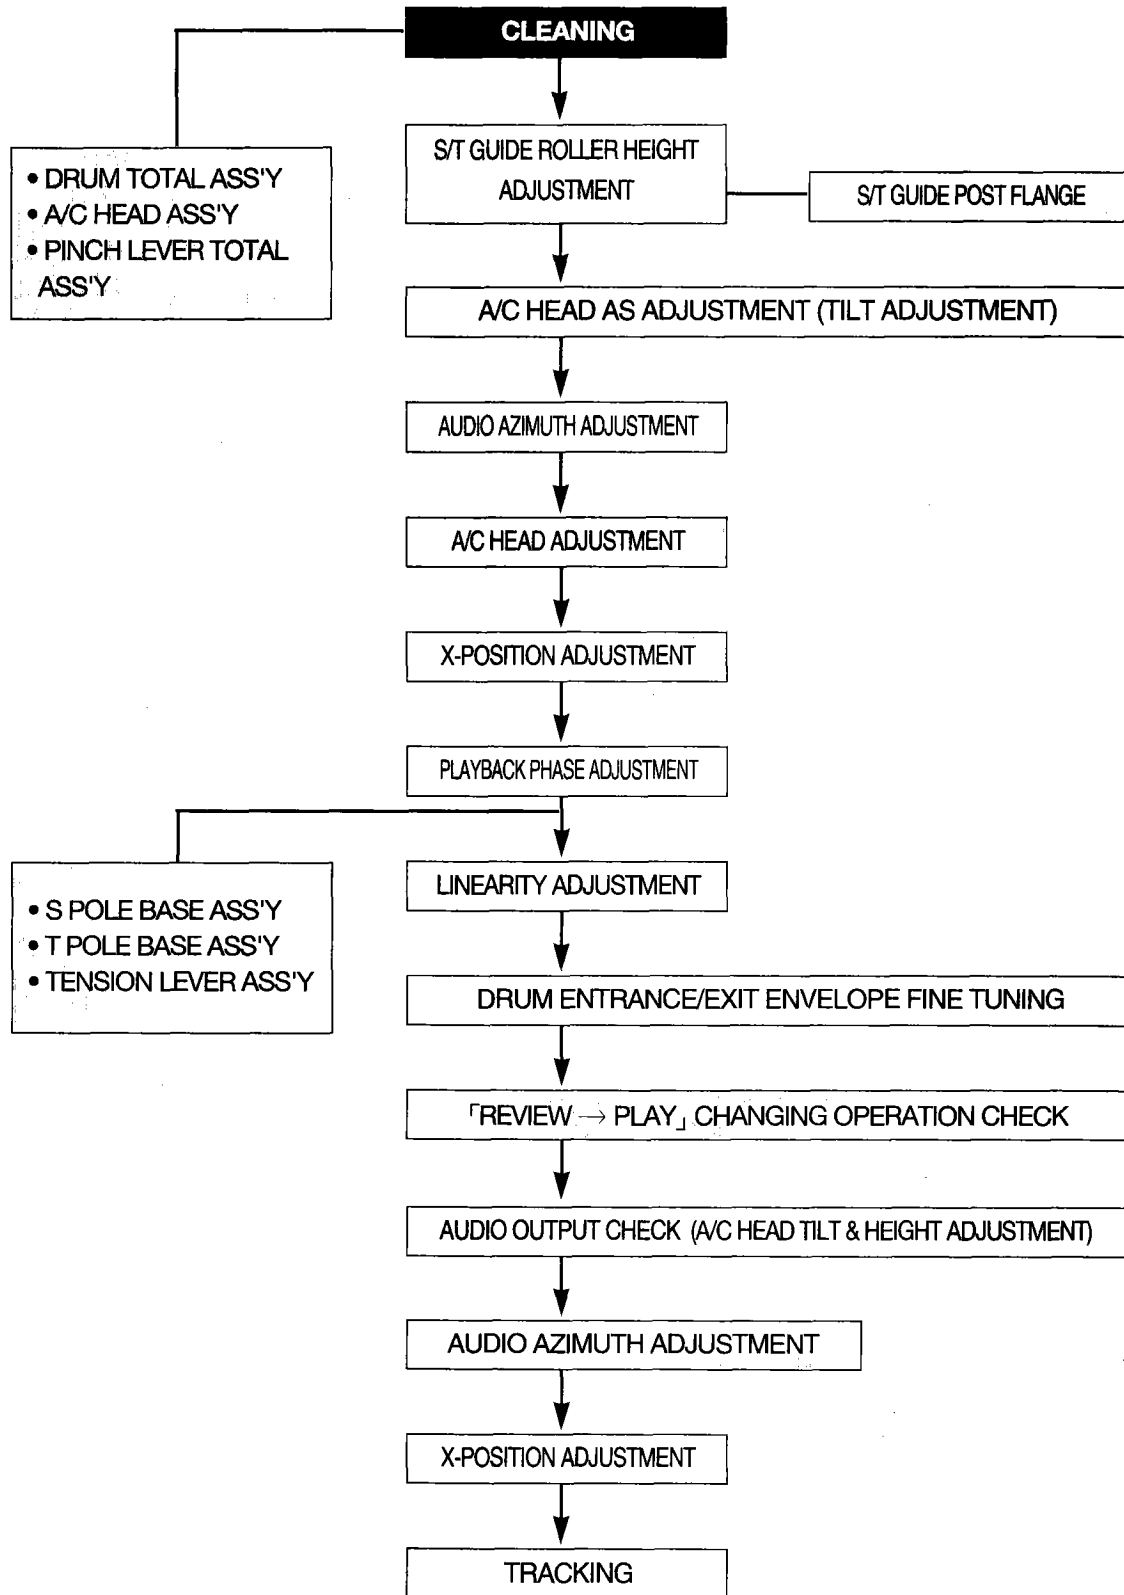 CLEANING
• DRUM TOTAL ASS'Y
• A/C HEAD ASS'Y
• PINCH LEVER TOTAL
ASS'Y
S/T GUIDE ROLLER HEIGHT
ADJUSTMENT
S/T GUIDE POST FLANGE
A/C HEAD AS ADJUSTMENT (TILT ADJUSTMENT)
AUDIO AZIMUTH ADJUSTMENT
A/C HEAD ADJUSTMENT
X-POSITION ADJUSTMENT
PLAYBACK PHASE ADJUSTMENT
• S POLE BASE ASS'Y
• T POLE BASE ASS'Y
• TENSION LEVER ASS'Y
LINEARITY ADJUSTMENT
DRUM ENTRANCE/EXIT ENVELOPE FINE TUNING
「REVIEW → PLAY」 CHANGING OPERATION CHECK
AUDIO OUTPUT CHECK (A/C HEAD TILT & HEIGHT ADJUSTMENT)
AUDIO AZIMUTH ADJUSTMENT
X-POSITION ADJUSTMENT
TRACKING